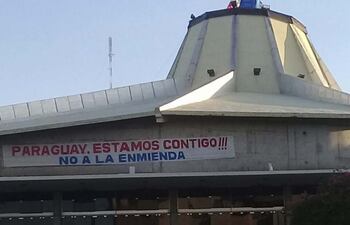 PARAGUAY. ESTAMOS CONTIGO!!!
NO A LA ENMIENDA